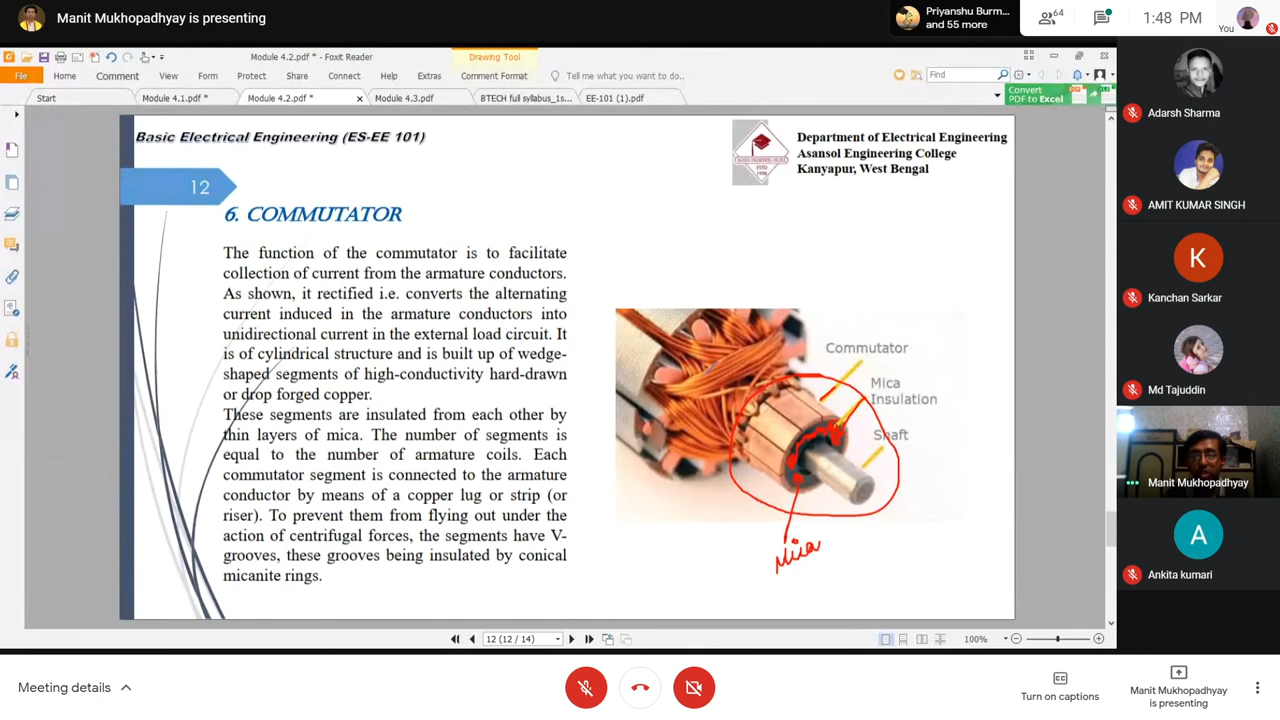 Manit Mukhopadhyay is presenting
Priyanshu Burm...
and 55 more
64
1:48 PM
You
Module 4.2.pdf * - Foxit Reader
Drawing Tool
File
Home
Comment
View
Form
Protect
Share
Connect
Help
Extras
Comment Format
Tell me what you want to do..
Find
Start
Module 4.1.pdf *
Module 4.2.pdf *
Module 4.3.pdf
BTECH full syllabus_1s...
EE-101 (1).pdf
Convert
PDF to Excel
Basic Electrical Engineering (ES-EE 101)
Department of Electrical Engineering
Asansol Engineering College
Kanyapur, West Bengal
12
6. COMMUTATOR
The function of the commutator is to facilitate
collection of current from the armature conductors.
As shown, it rectified i.e. converts the alternating
current induced in the armature conductors into
unidirectional current in the external load circuit. It
is of cylindrical structure and is built up of wedge-
shaped segments of high-conductivity hard-drawn
or drop forged copper.
These segments are insulated from each other by
thin layers of mica. The number of segments is
equal to the number of armature coils. Each
commutator segment is connected to the armature
conductor by means of a copper lug or strip (or
riser). To prevent them from flying out under the
action of centrifugal forces, the segments have V-
grooves, these grooves being insulated by conical
micanite rings.
Commutator
Mica
Insulation
Shaft
Mica
12 (12 / 14)
100%
Adarsh Sharma
AMIT KUMAR SINGH
K
Kanchan Sarkar
Md Tajuddin
Manit Mukhopadhyay
A
Ankita kumari
Meeting details
Turn on captions
Manit Mukhopadhyay
is presenting